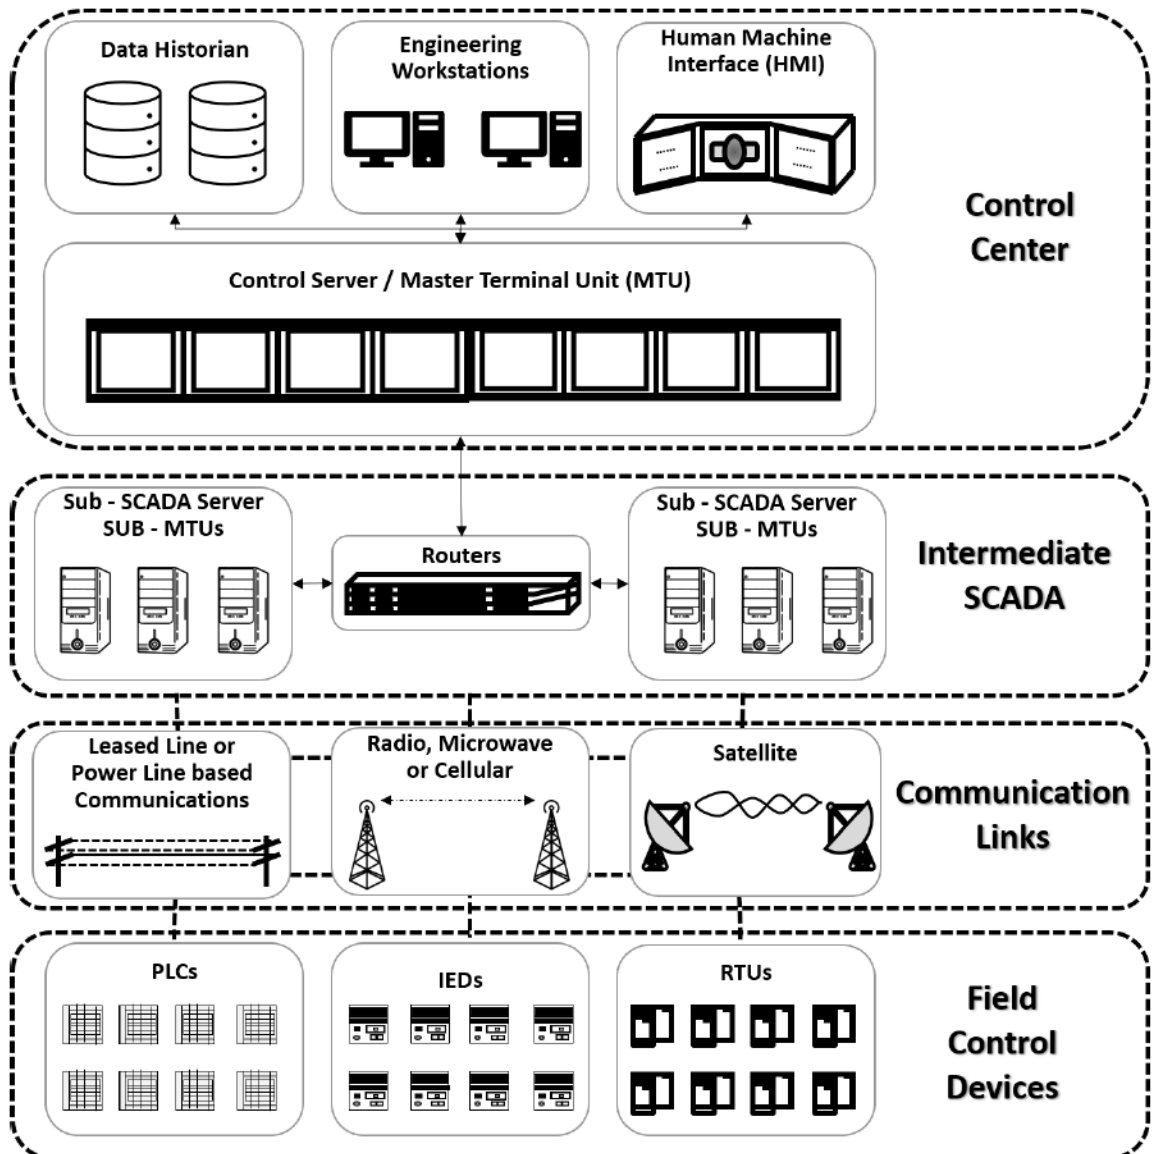 Data Historian
Engineering
Workstations
Human Machine
Interface (HMI)
Control
Center
Control Server / Master Terminal Unit (MTU)
Sub - SCADA Server
SUB - MTUs
Routers
Sub - SCADA Server
SUB - MTUs
Intermediate
SCADA
Leased Line or
Power Line based
Communications
Radio, Microwave
or Cellular
Satellite
Communication
Links
PLCs
IEDs
RTUs
Field
Control
Devices